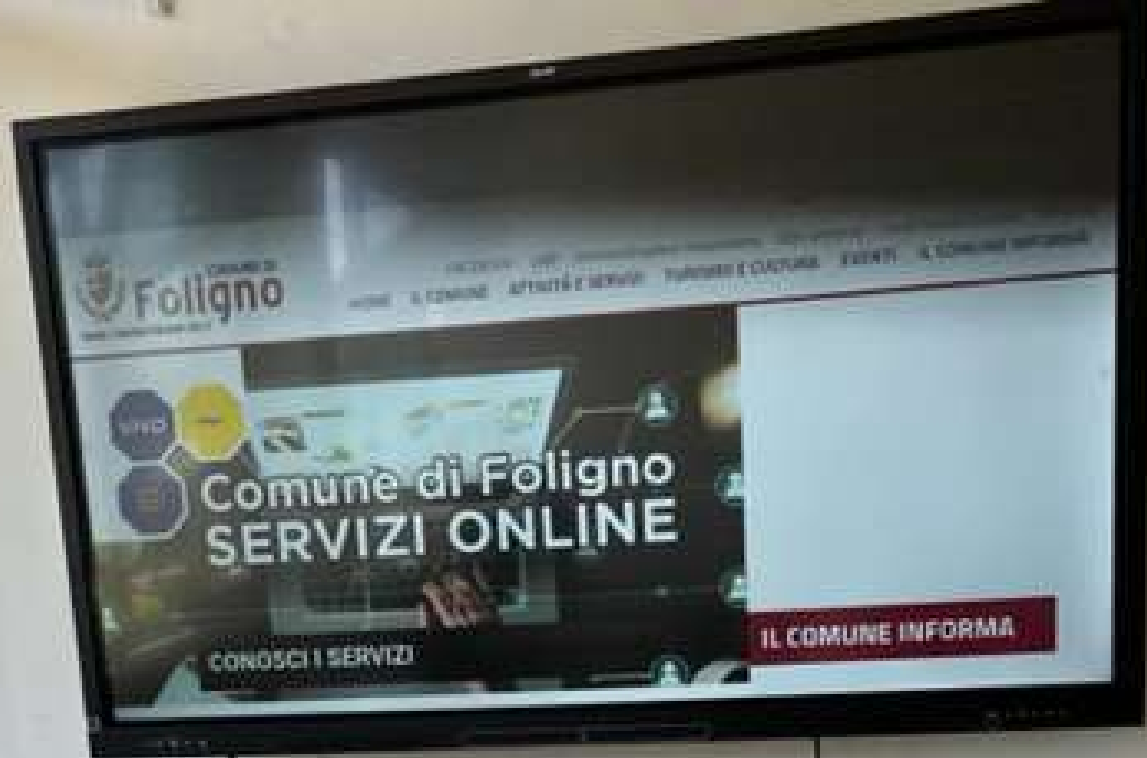 COMUNE DI
Foligno
HOME IL COMUNE ATTIVITÀ E SERVIZI TURISMO E CULTURA EVENTI IL COMUNE INFORMA
VIVO
Comune di Foligno
SERVIZI ONLINE
CONOSCI I SERVIZI
IL COMUNE INFORMA